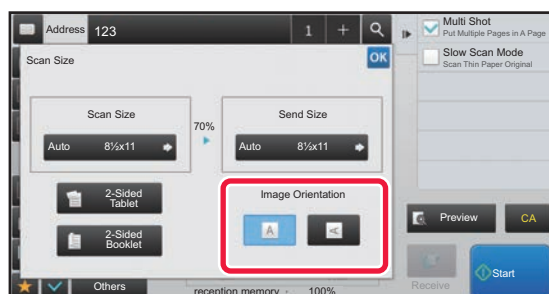 Address 123 1 +
Multi Shot
Put Multiple Pages in A Page
Slow Scan Mode
Scan Thin Paper Original
Scan Size
OK
Scan Size
Auto 8½x11
70%
Send Size
Auto 8½x11
2-Sided
Tablet
2-Sided
Booklet
Image Orientation
A A
Preview
CA
Others
reception memory : 100%
Receive
Start